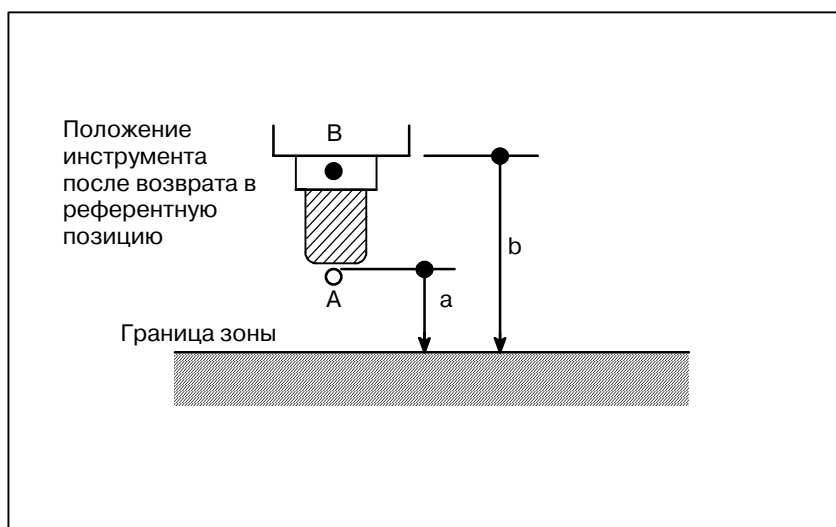 Положение
инструмента
после возврата в
референтную
позицию
B
b
A
a
Граница зоны